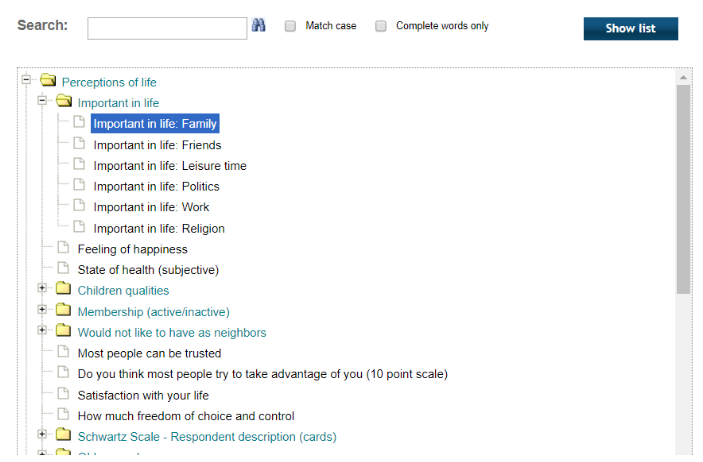 Search:
Match case
Complete words only
Show list
Perceptions of life
Important in life
Important in life: Family
Important in life: Friends
Important in life: Leisure time
Important in life: Politics
Important in life: Work
Important in life: Religion
Feeling of happiness
State of health (subjective)
Children qualities
Membership (active/inactive)
Would not like to have as neighbors
Most people can be trusted
Do you think most people try to take advantage of you (10 point scale)
Satisfaction with your life
How much freedom of choice and control
Schwartz Scale - Respondent description (cards)